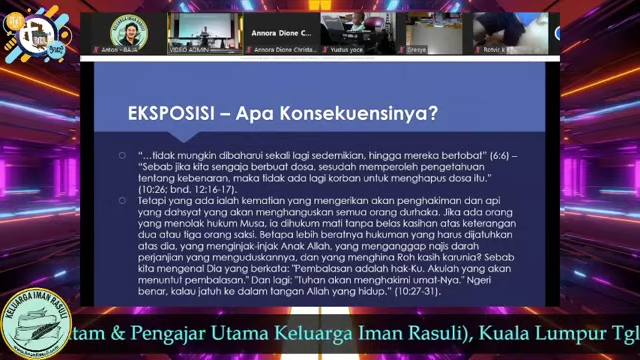 Anton - BAJA
VIDEO ADMIN
Annora Dione C...
Annora Dione Christa...
Yustus yoce
Gresye
EKSPOSISI – Apa Konsekuensinya?
“...tidak mungkin dibaharui sekali lagi sedemikian, hingga mereka bertobat” (6:6) –
“Sebab jika kita sengaja berbuat dosa, sesudah memperoleh pengetahuan
tentang kebenaran, maka tidak ada lagi korban untuk menghapus dosa itu.”
(10:26; bnd. 12:16-17).
Tetapi yang ada ialah kematian yang mengerikan akan penghakiman dan api
yang dahsyat yang akan menghanguskan semua orang durhaka. Jika ada orang
yang menolak hukum Musa, ia dihukum mati tanpa belas kasihan atas keterangan
dua atau tiga orang saksi. Betapa lebih beratnya hukuman yang harus dijatuhkan
atas dia, yang menginjak-injak Anak Allah, yang menganggap najis darah
perjanjian yang menguduskannya, dan yang menghina Roh kasih karunia? Sebab
kita mengenal Dia yang berkata: "Pembalasan adalah hak-Ku. Akulah yang akan
menuntut pembalasan." Dan lagi: "Tuhan akan menghakimi umat-Nya." Ngeri
benar, kalau jatuh ke dalam tangan Allah yang hidup.” (10:27-31).
KELUARGA IMAN RASULI
tam & Pengajar Utama Keluarga Iman Rasuli), Kuala Lumpur Tgl